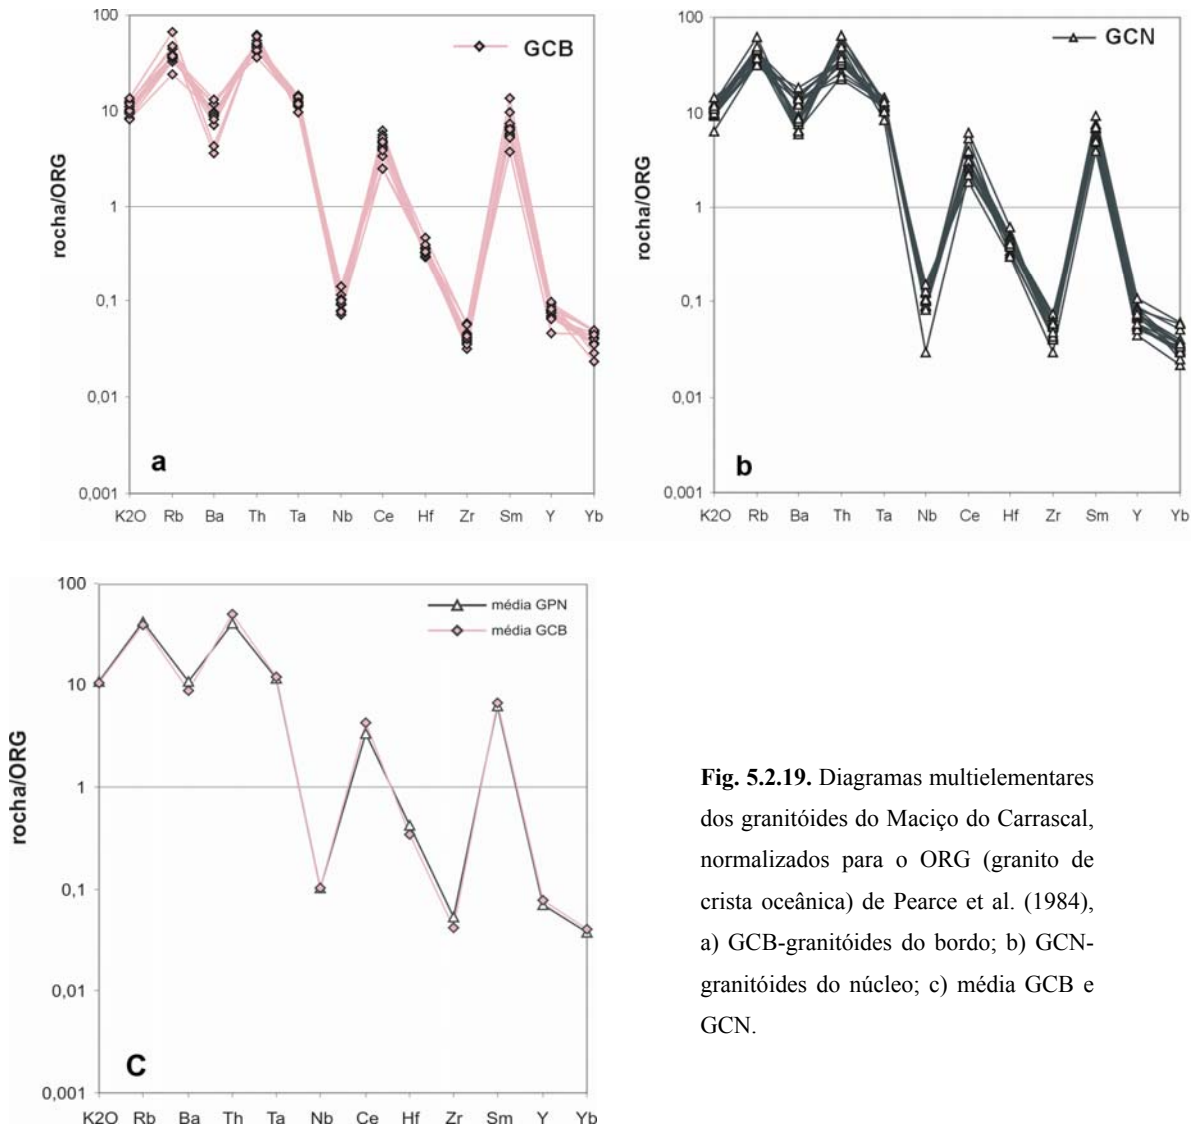 100
10
1
0,1
0,01
0,001
rocha/ORG
GCB
a
K2O Rb Ba Th Ta Nb Ce Hf Zr Sm Y Yb
100
10
1
0,1
0,01
0,001
rocha/ORG
GCN
b
K2O Rb Ba Th Ta Nb Ce Hf Zr Sm Y Yb
100
10
1
0,1
0,01
0,001
rocha/ORG
média GPN
média GCB
C
K2O Rb Ba Th Ta Nb Ce Hf Zr Sm Y Yb
Fig. 5.2.19. Diagramas multielementares
dos granitóides do Maciço do Carrascal,
normalizados para o ORG (granito de
crista oceânica) de Pearce et al. (1984),
a) GCB-granitóides do bordo; b) GCN-
granitóides do núcleo; c) média GCB e
GCN.